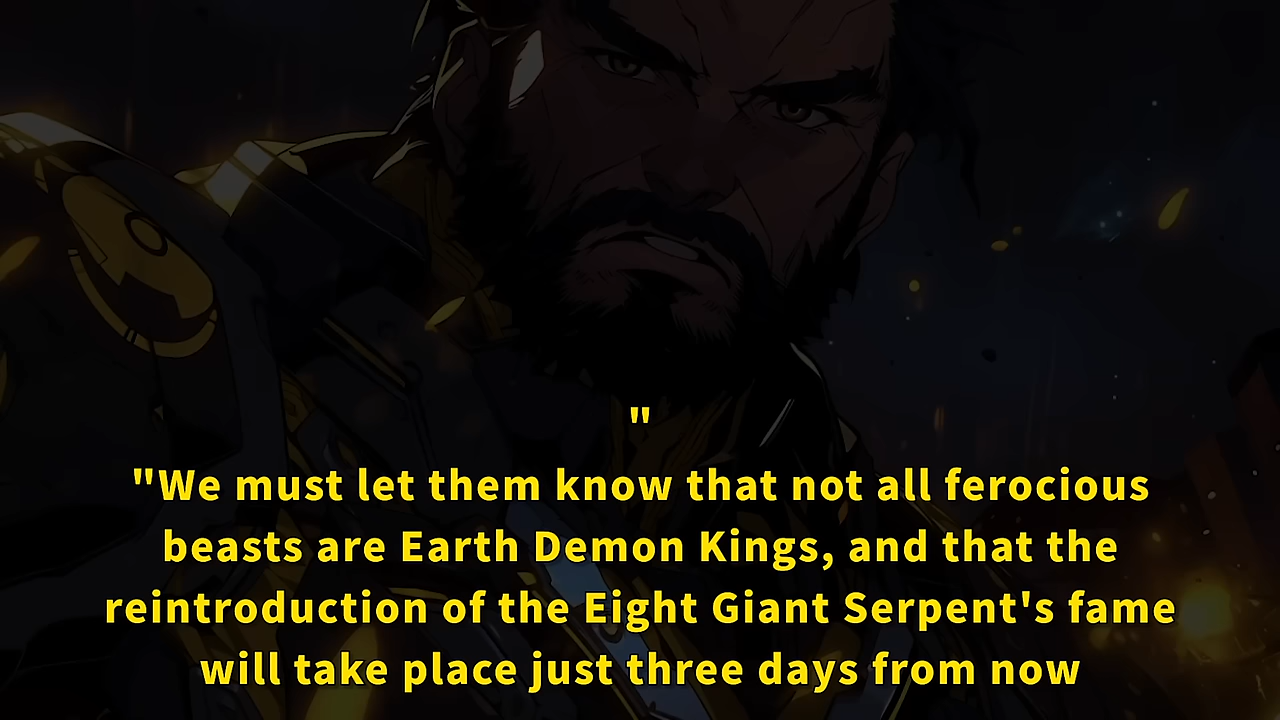 "
"We must let them know that not all ferocious
beasts are Earth Demon Kings, and that the
reintroduction of the Eight Giant Serpent's fame
will take place just three days from now